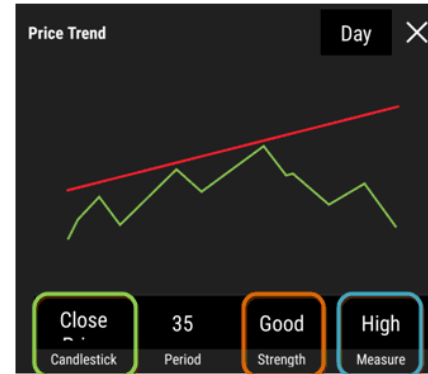 Price Trend Day
Close 35 Good High
Candlestick Period Strength Measure